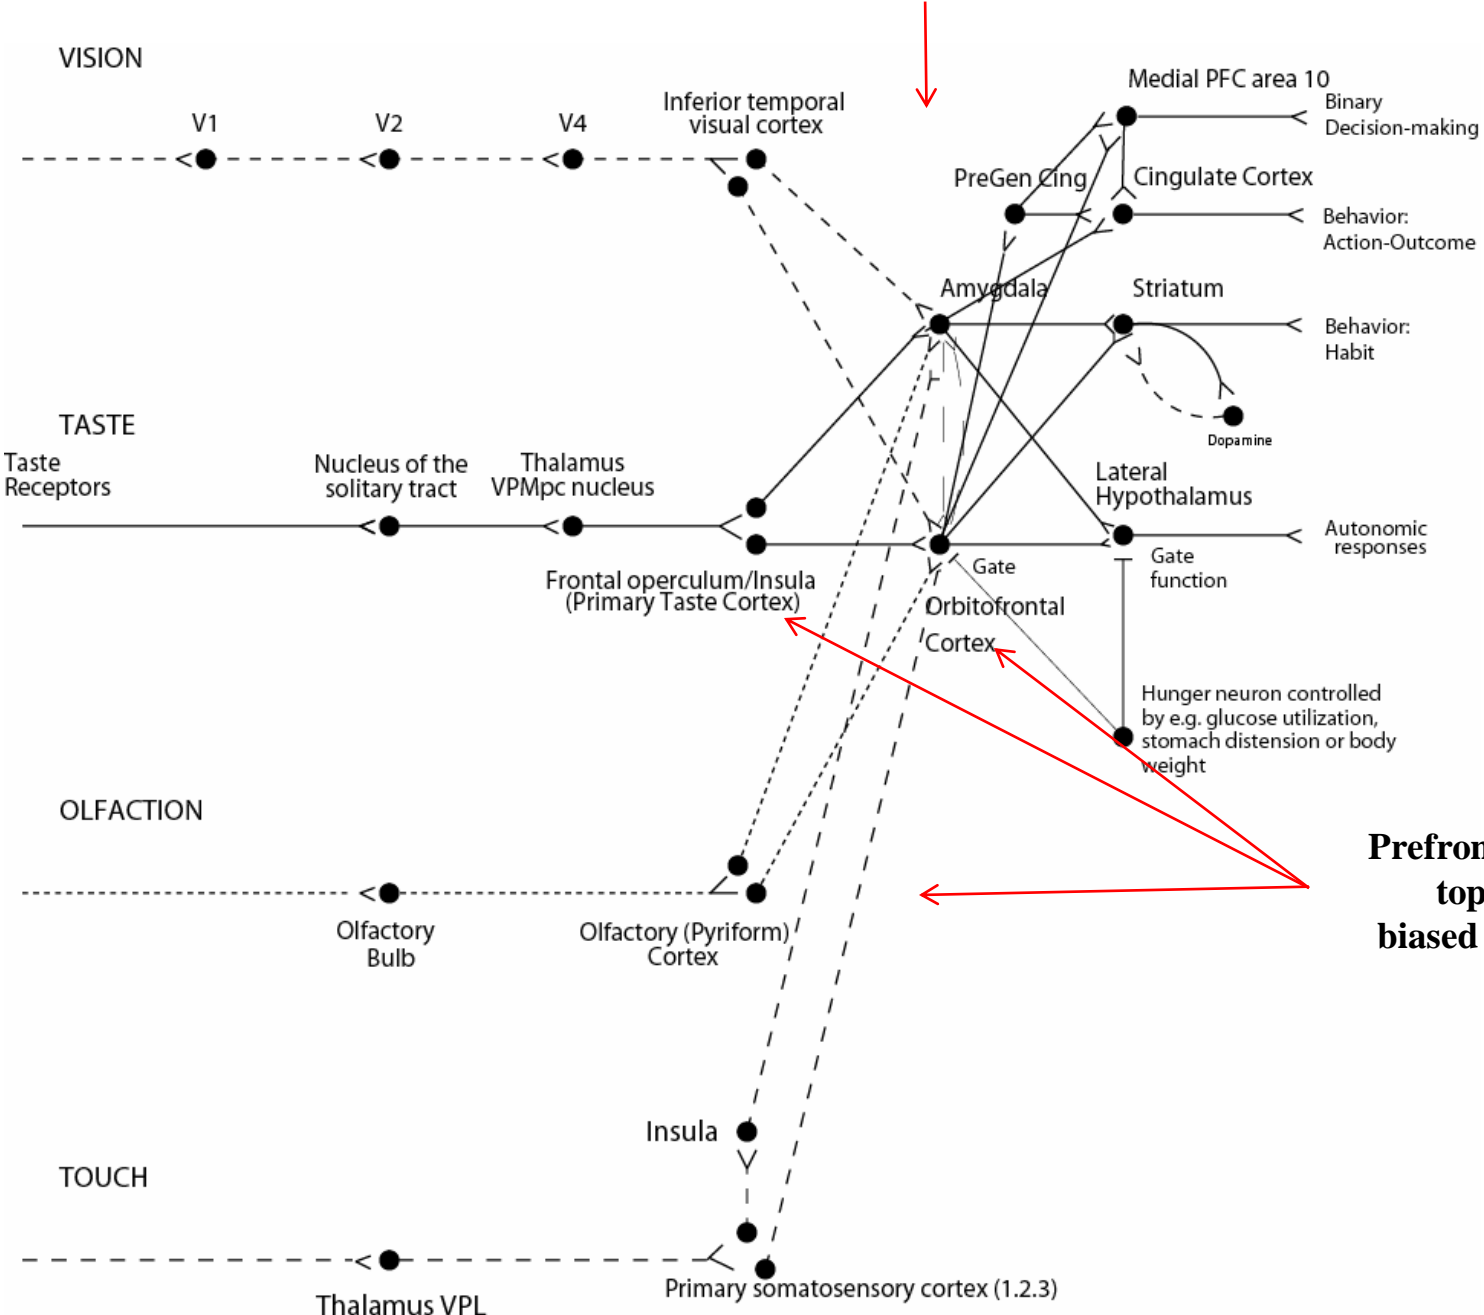 VISION
V1
V2
V4
Inferior temporal
visual cortex
Medial PFC area 10
Binary
Decision-making
PreGen Cing
Cingulate Cortex
Behavior:
Action-Outcome
Amygdala
Striatum
Behavior:
Habit
Dopamine
TASTE
Taste
Receptors
Nucleus of the
solitary tract
Thalamus
VPMpc nucleus
Lateral
Hypothalamus
Autonomic
responses
Gate
Gate
function
Frontal operculum/Insula
(Primary Taste Cortex)
Orbitofrontal
Cortex
Hunger neuron controlled
by e.g. glucose utilization,
stomach distension or body
weight
OLFACTION
Olfactory
Bulb
Olfactory (Pyriform)
Cortex
Prefron
top
biased
Insula
TOUCH
Thalamus VPL
Primary somatosensory cortex (1.2.3)